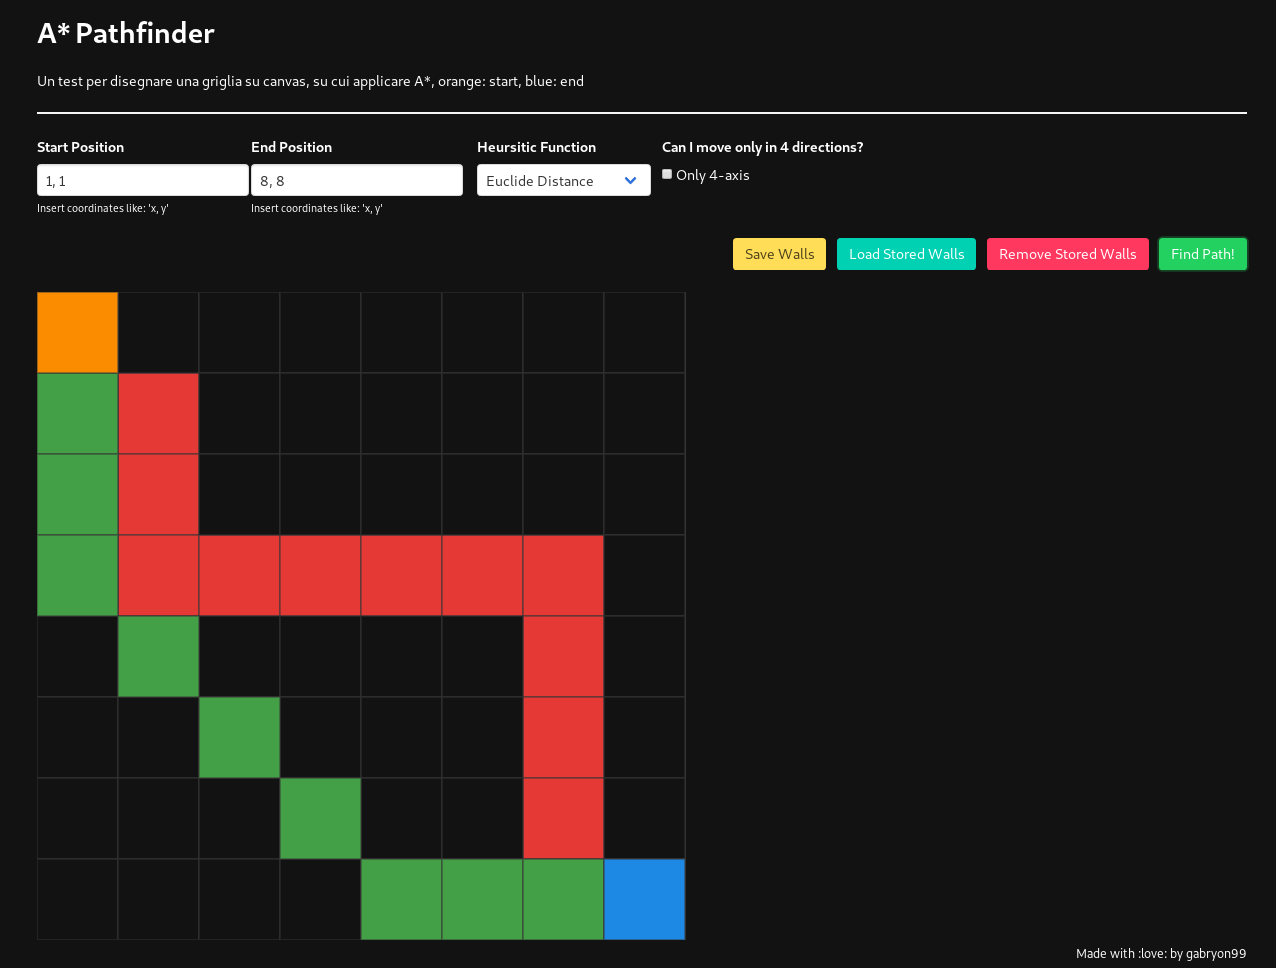 A* Pathfinder
Un test per disegnare una griglia su canvas, su cui applicare A*, orange: start, blue: end
Start Position End Position Heursitic Function Can I move only in 4 directions?
1, 1 8, 8 Euclide Distance Only 4-axis
Insert coordinates like: 'x, y' Insert coordinates like: 'x, y'
Save Walls Load Stored Walls Remove Stored Walls Find Path!
Made with :love: by gabryon99